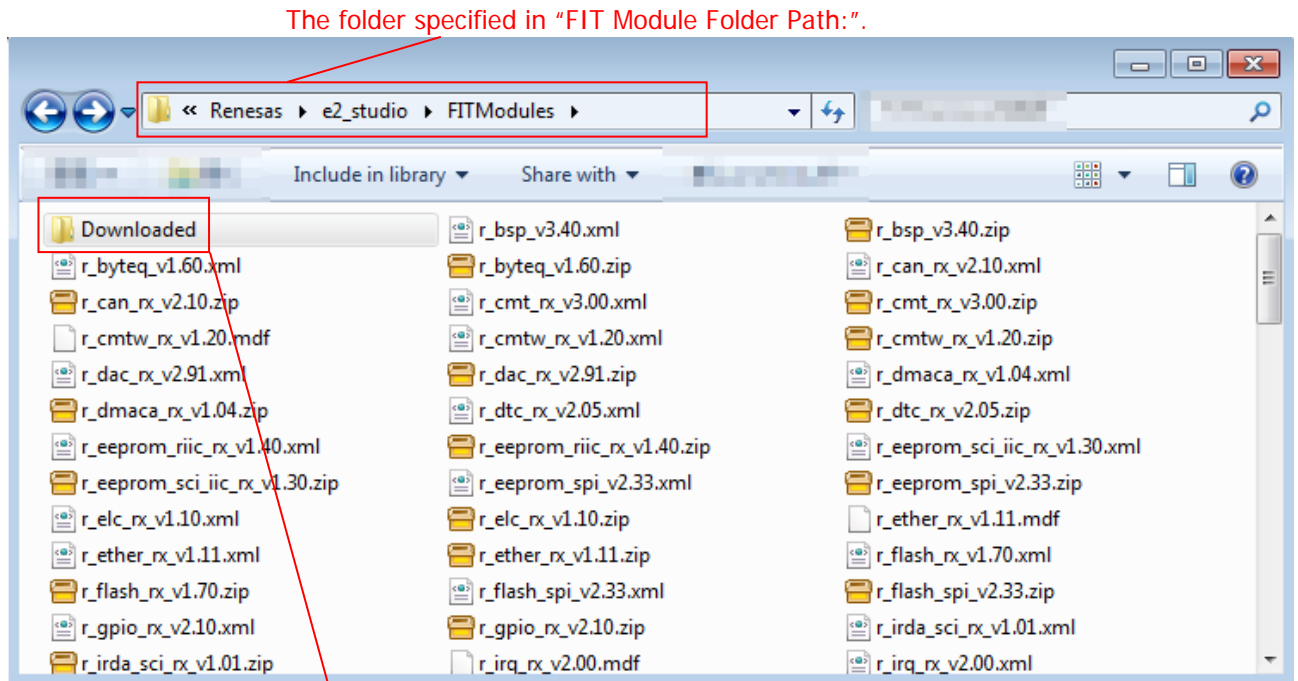 The folder specified in “FIT Module Folder Path:”.
« Renesas ▸ e2_studio ▸ FITModules ▸
Include in library ▾ Share with ▾
Downloaded r_bsp_v3.40.xml r_bsp_v3.40.zip
r_byteq_v1.60.xml r_byteq_v1.60.zip r_can_rx_v2.10.xml
r_can_rx_v2.10.zip r_cmt_rx_v3.00.xml r_cmt_rx_v3.00.zip
r_cmtw_rx_v1.20.mdf r_cmtw_rx_v1.20.xml r_cmtw_rx_v1.20.zip
r_dac_rx_v2.91.xml r_dac_rx_v2.91.zip r_dmaca_rx_v1.04.xml
r_dmaca_rx_v1.04.zip r_dtc_rx_v2.05.xml r_dtc_rx_v2.05.zip
r_eeprom_riic_rx_v1.40.xml r_eeprom_riic_rx_v1.40.zip r_eeprom_sci_iic_rx_v1.30.xml
r_eeprom_sci_iic_rx_v1.30.zip r_eeprom_spi_v2.33.xml r_eeprom_spi_v2.33.zip
r_elc_rx_v1.10.xml r_elc_rx_v1.10.zip r_ether_rx_v1.11.mdf
r_ether_rx_v1.11.xml r_ether_rx_v1.11.zip r_flash_rx_v1.70.xml
r_flash_rx_v1.70.zip r_flash_spi_v2.33.xml r_flash_spi_v2.33.zip
r_gpio_rx_v2.10.xml r_gpio_rx_v2.10.zip r_irda_sci_rx_v1.01.xml
r_irda_sci_rx_v1.01.zip r_irq_rx_v2.00.mdf r_irq_rx_v2.00.xml